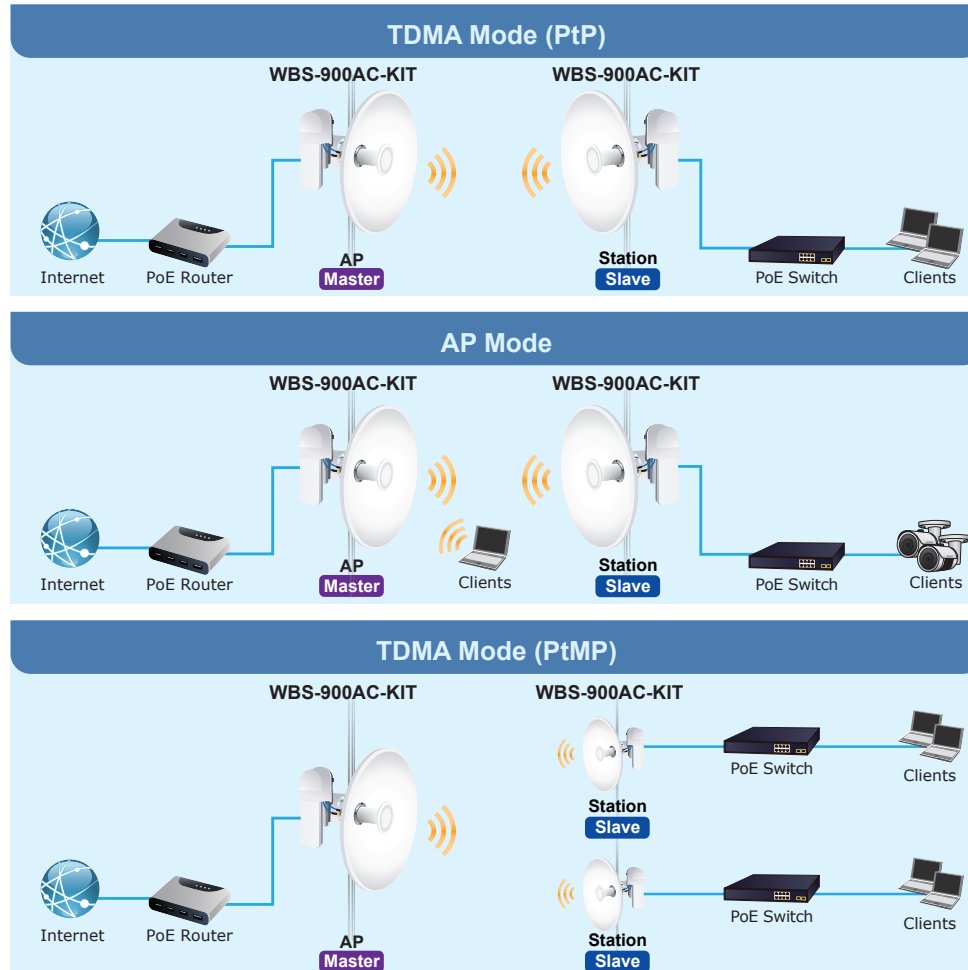 TDMA Mode (PtP)
WBS-900AC-KIT
WBS-900AC-KIT
Internet
PoE Router
AP
Master
Station
Slave
PoE Switch
Clients
AP Mode
WBS-900AC-KIT
WBS-900AC-KIT
Internet
PoE Router
AP
Master
Clients
Station
Slave
PoE Switch
Clients
TDMA Mode (PtMP)
WBS-900AC-KIT
WBS-900AC-KIT
PoE Switch
Clients
Station
Slave
Internet
PoE Router
AP
Master
Station
Slave
PoE Switch
Clients